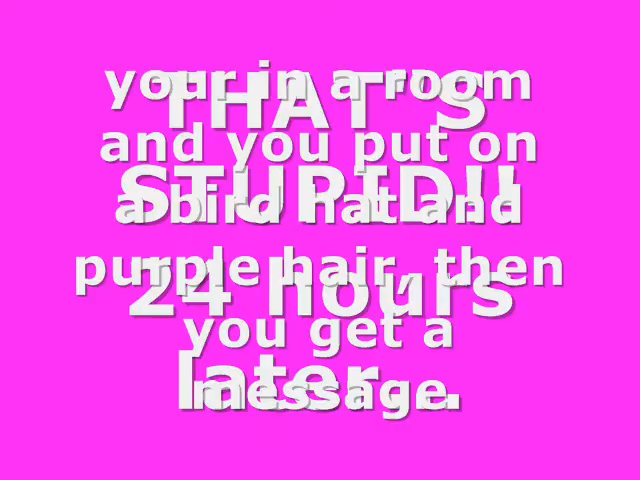 THAT'S
STUPID!!
24 hours
later...
your in a room
and you put on
a bird hat and
purple hair, then
you get a
message.